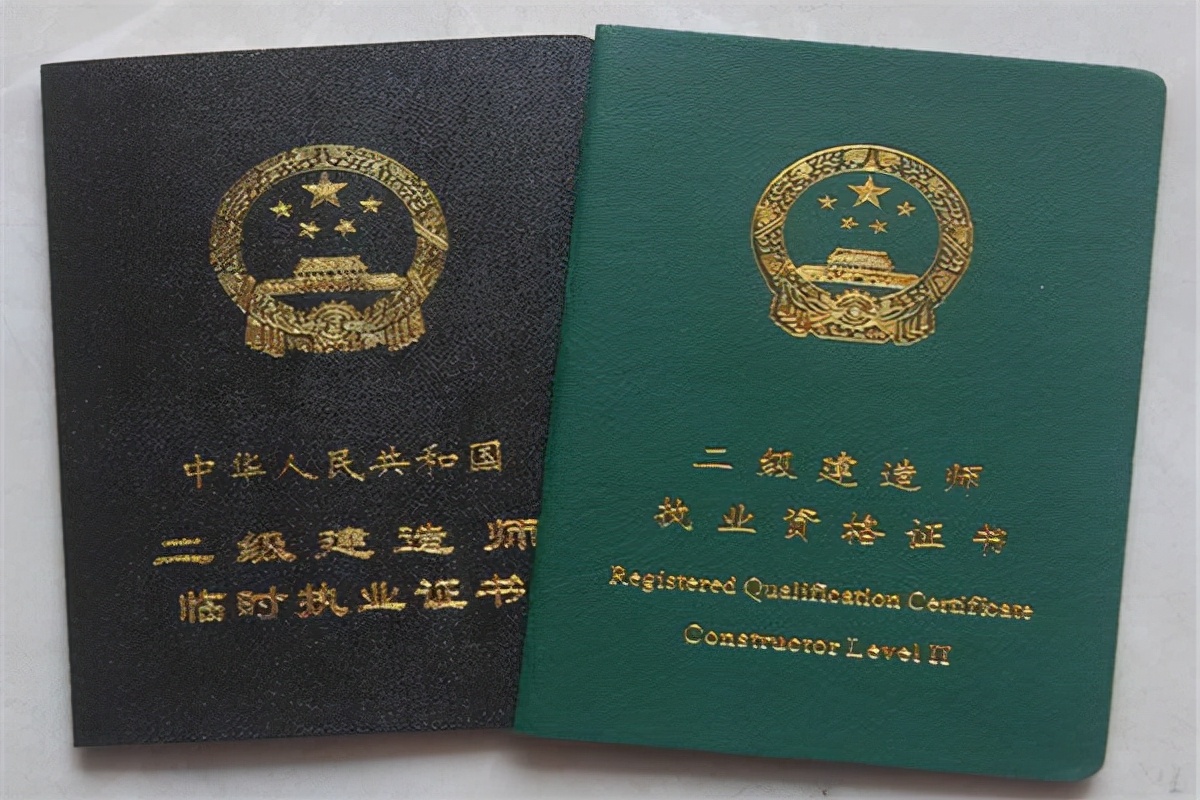 中华人民共和国
二级建造师
临时执业证书
二级建造师
执业资格证书
Registered Qualification Certificate
Constructor Level II